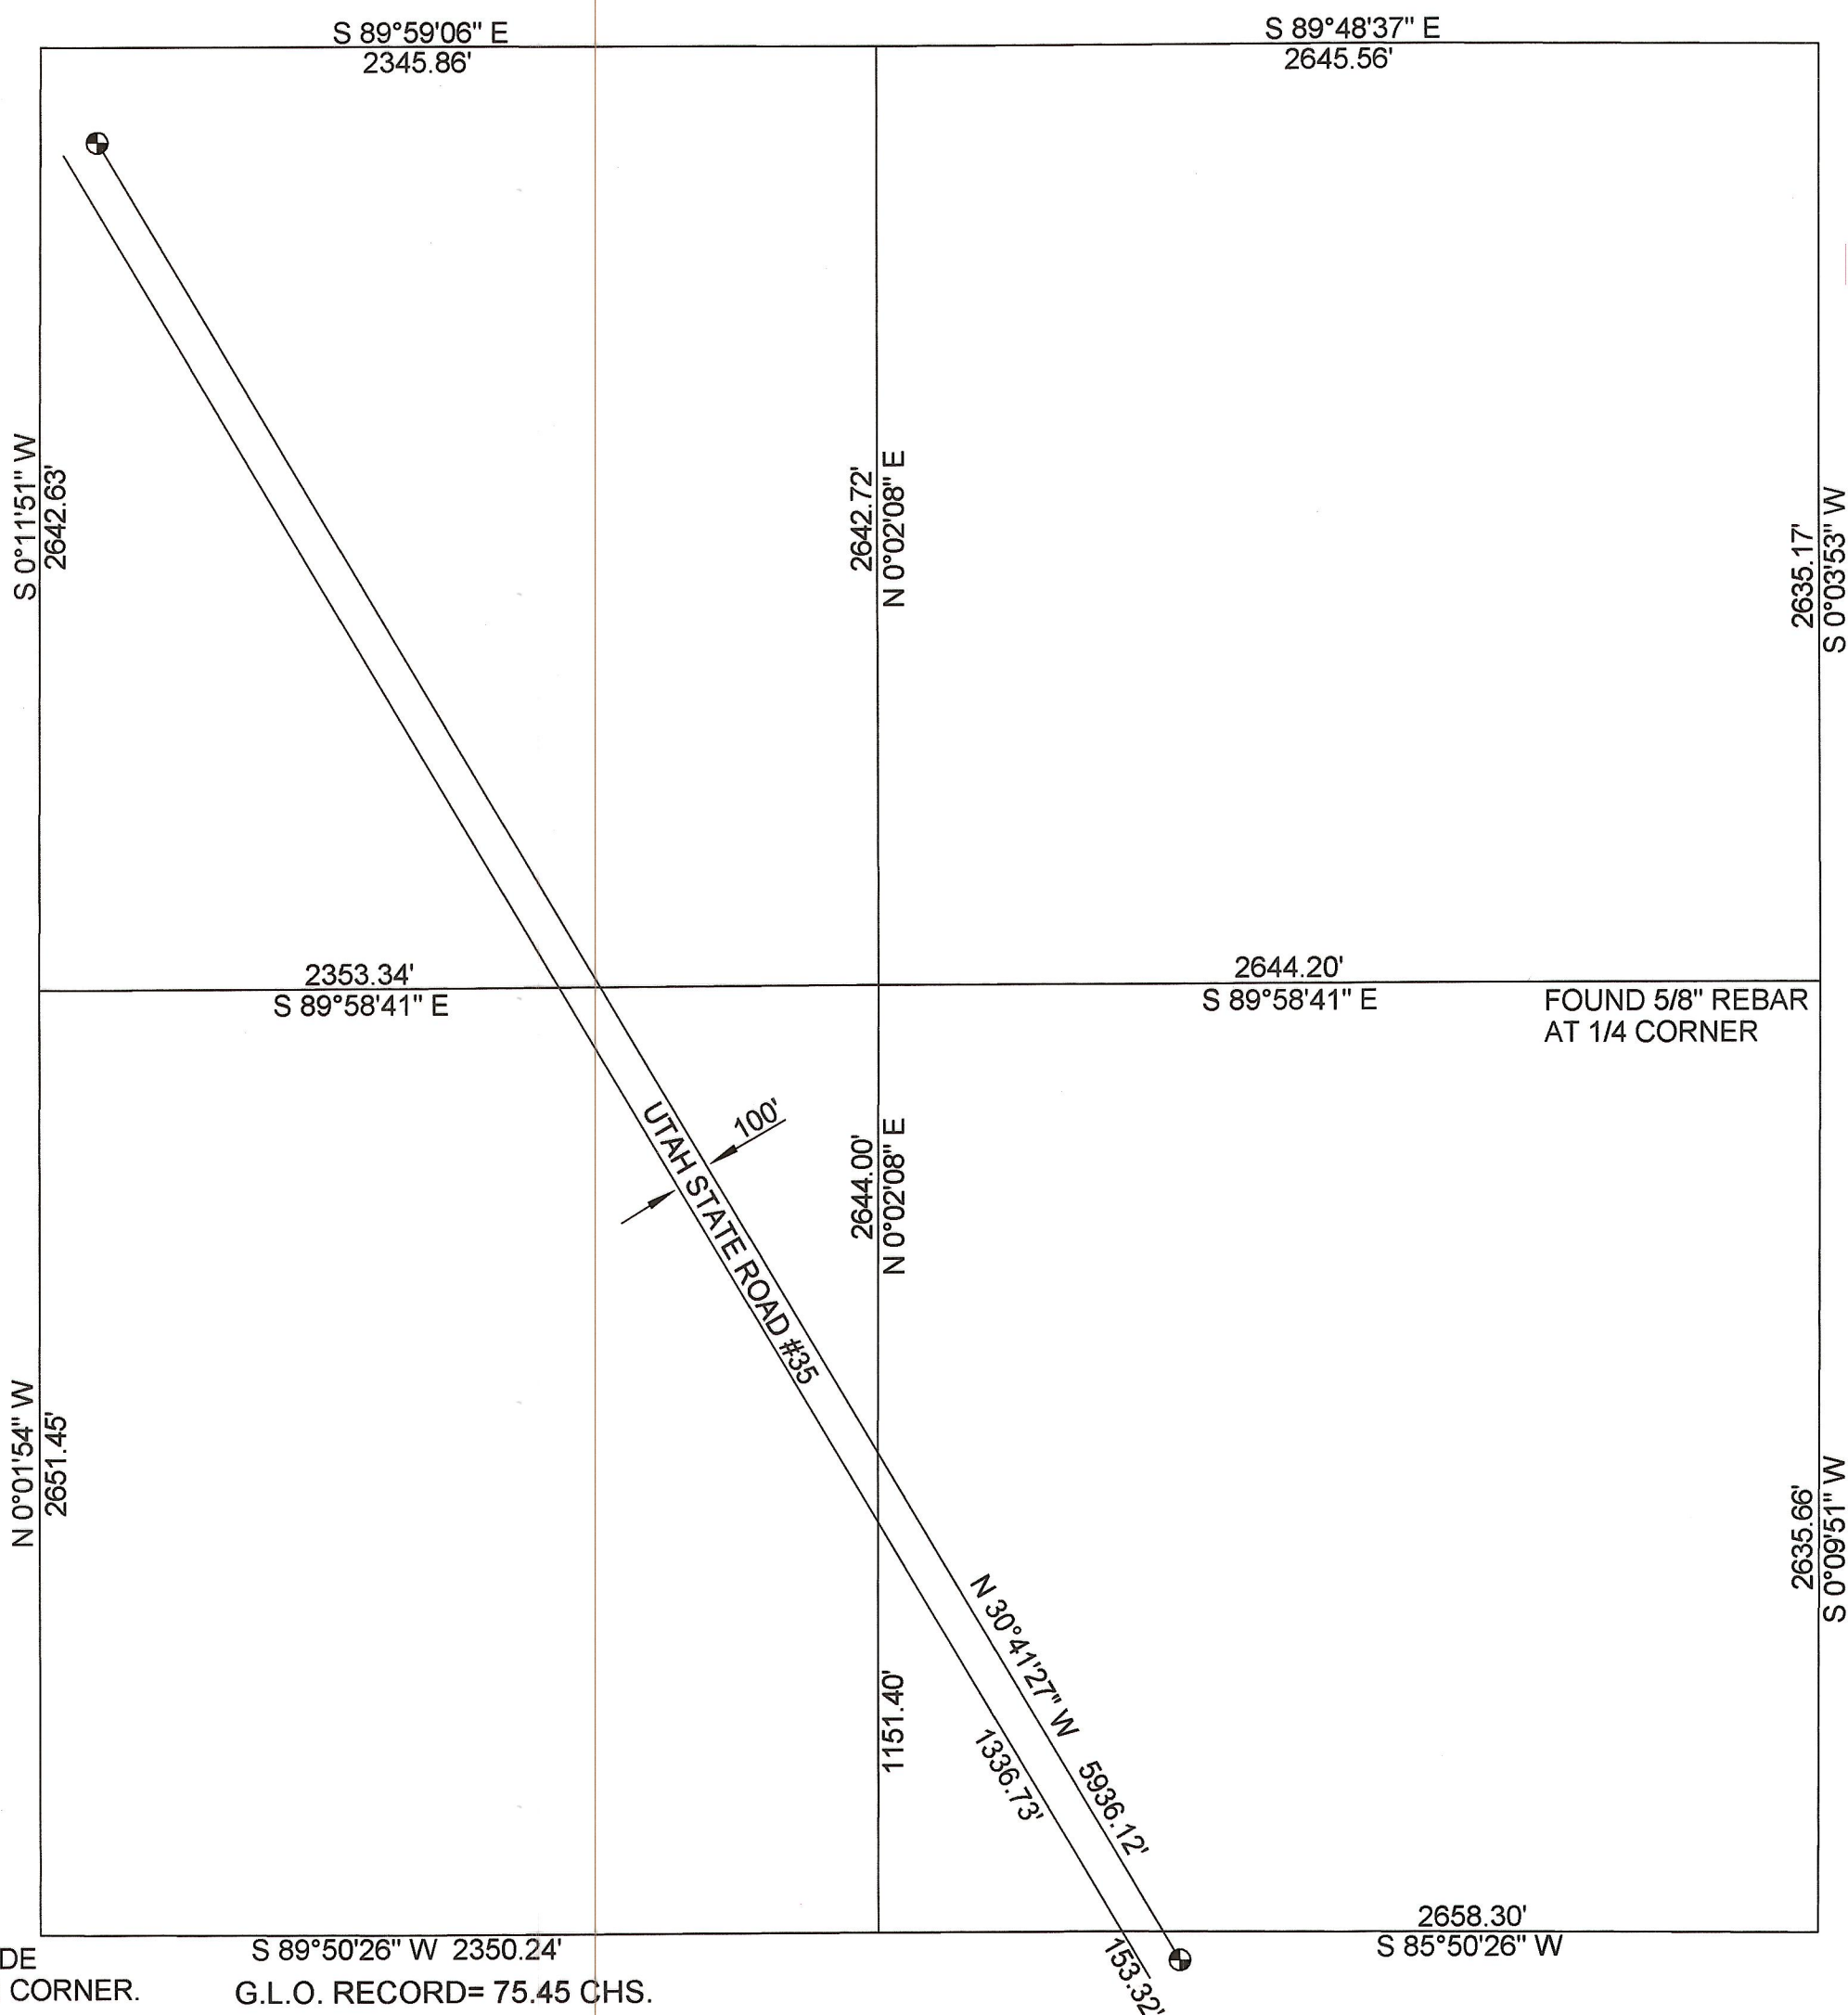 S 89°59'06" E
2345.86'
S 89°48'37" E
2645.56'
S 0°11'51" W
2642.63'
2642.72'
N 0°02'08" E
2635.17'
S 0°03'53" W
2353.34'
S 89°58'41" E
2644.20'
S 89°58'41" E
FOUND 5/8" REBAR
AT 1/4 CORNER
100'
UTAH STATE ROAD #35
2644.00'
N 0°02'08" E
N 0°01'54" W
2651.45'
2635.66'
S 0°09'51" W
N 30°41'27" W 5936.12'
1151.40'
1336.73'
153.32'
2658.30'
S 85°50'26" W
S 89°50'26" W 2350.24'
DE
CORNER.
G.L.O. RECORD= 75.45 CHS.